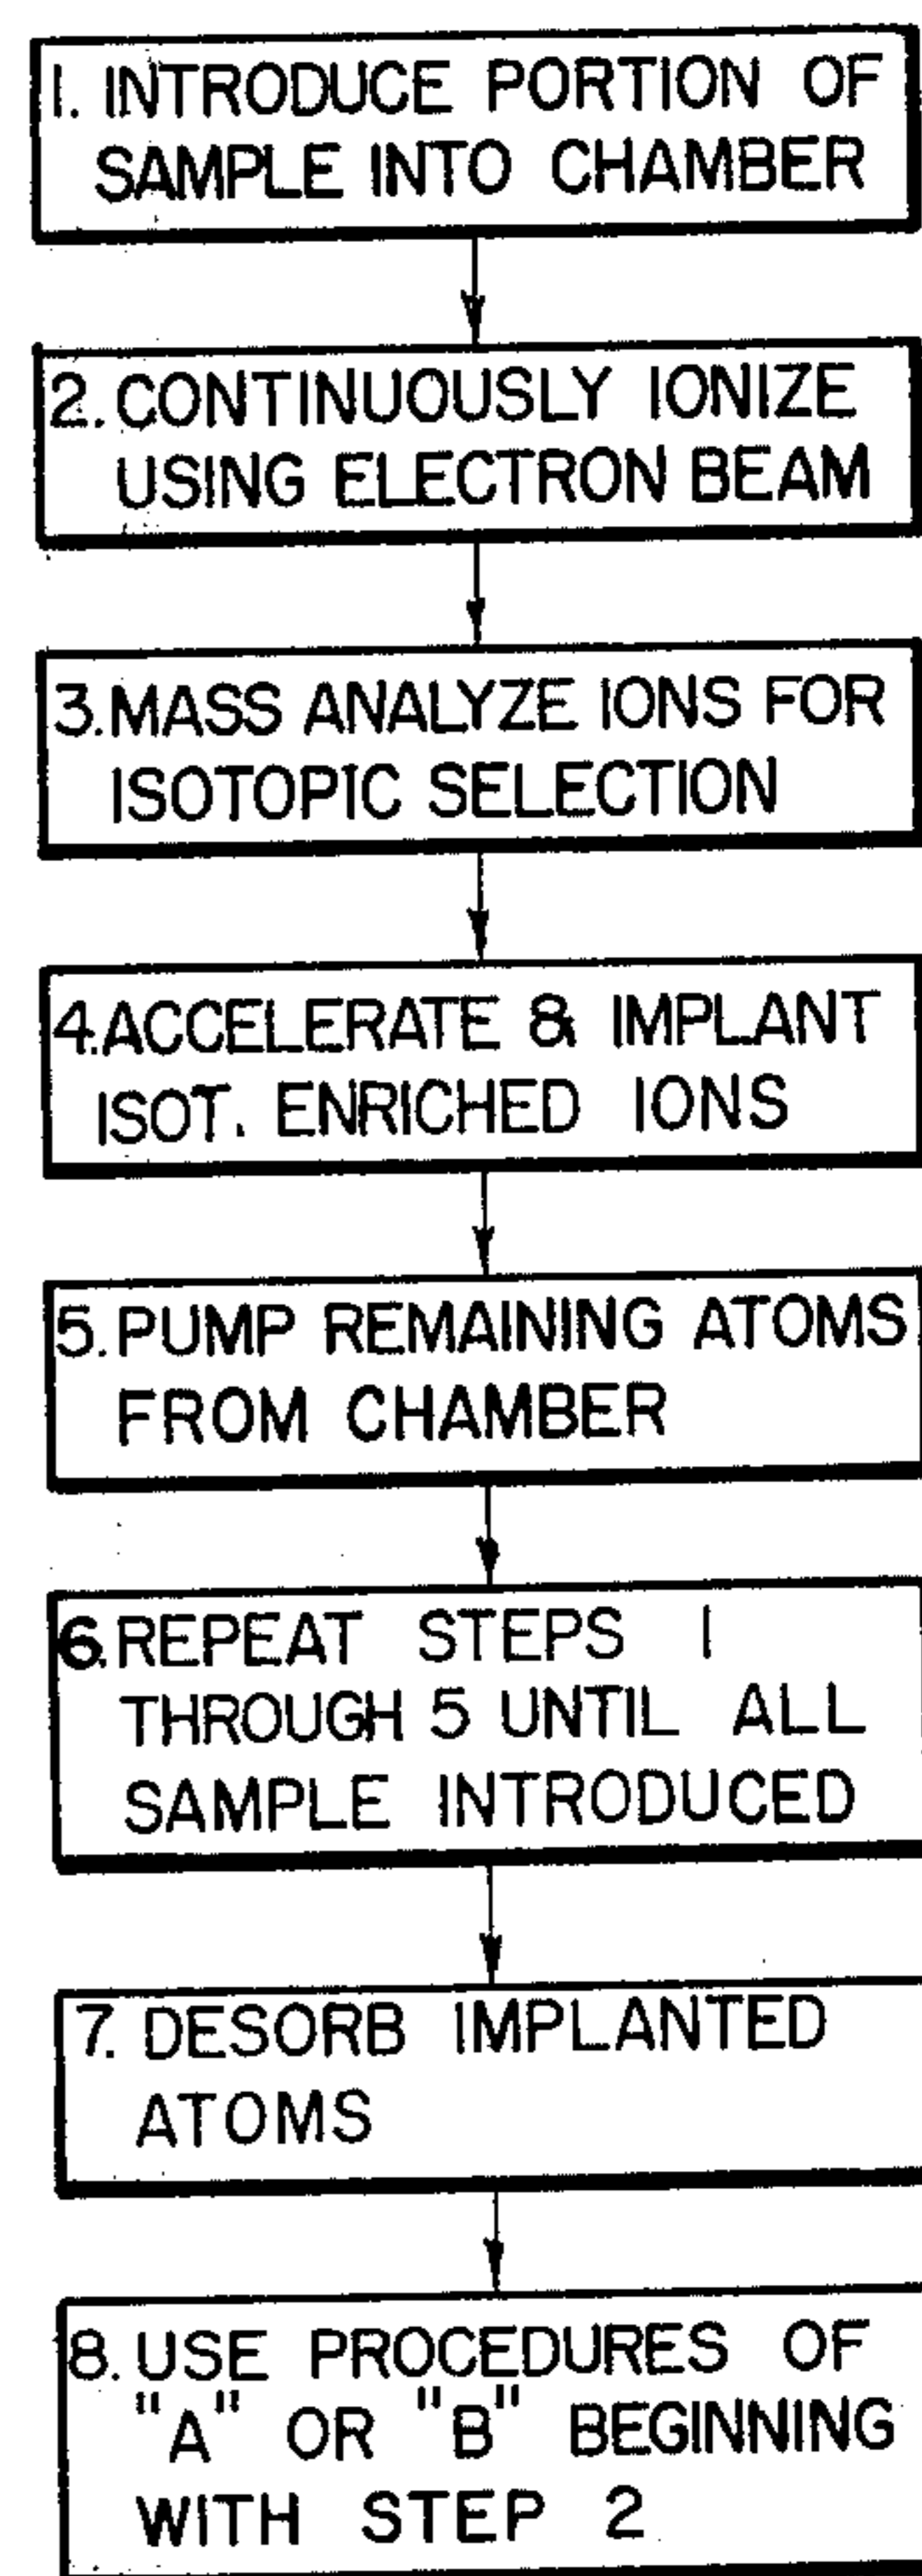 1. INTRODUCE PORTION OF
SAMPLE INTO CHAMBER
2. CONTINUOUSLY IONIZE
USING ELECTRON BEAM
3. MASS ANALYZE IONS FOR
ISOTOPIC SELECTION
4. ACCELERATE & IMPLANT
ISOT. ENRICHED IONS
5. PUMP REMAINING ATOMS
FROM CHAMBER
6. REPEAT STEPS 1
THROUGH 5 UNTIL ALL
SAMPLE INTRODUCED
7. DESORB IMPLANTED
ATOMS
8. USE PROCEDURES OF
"A" OR "B" BEGINNING
WITH STEP 2